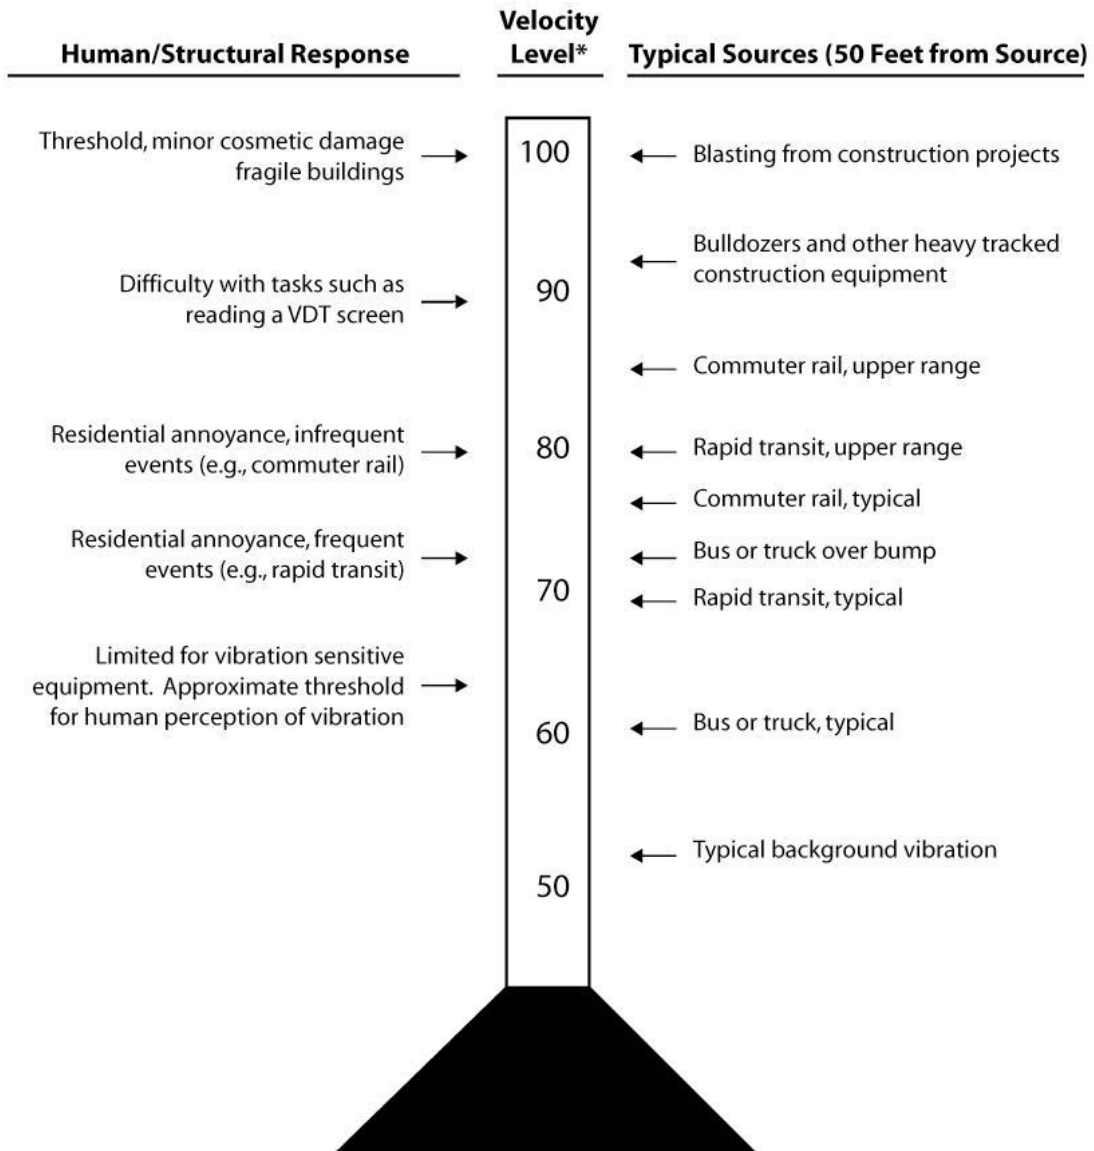 Human/Structural Response
Velocity
Level*
Typical Sources (50 Feet from Source)
Threshold, minor cosmetic damage
fragile buildings
100
Blasting from construction projects
Bulldozers and other heavy tracked
construction equipment
Difficulty with tasks such as
reading a VDT screen
90
Commuter rail, upper range
Residential annoyance, infrequent
events (e.g., commuter rail)
80
Rapid transit, upper range
Commuter rail, typical
Residential annoyance, frequent
events (e.g., rapid transit)
Bus or truck over bump
70
Rapid transit, typical
Limited for vibration sensitive
equipment. Approximate threshold
for human perception of vibration
60
Bus or truck, typical
Typical background vibration
50